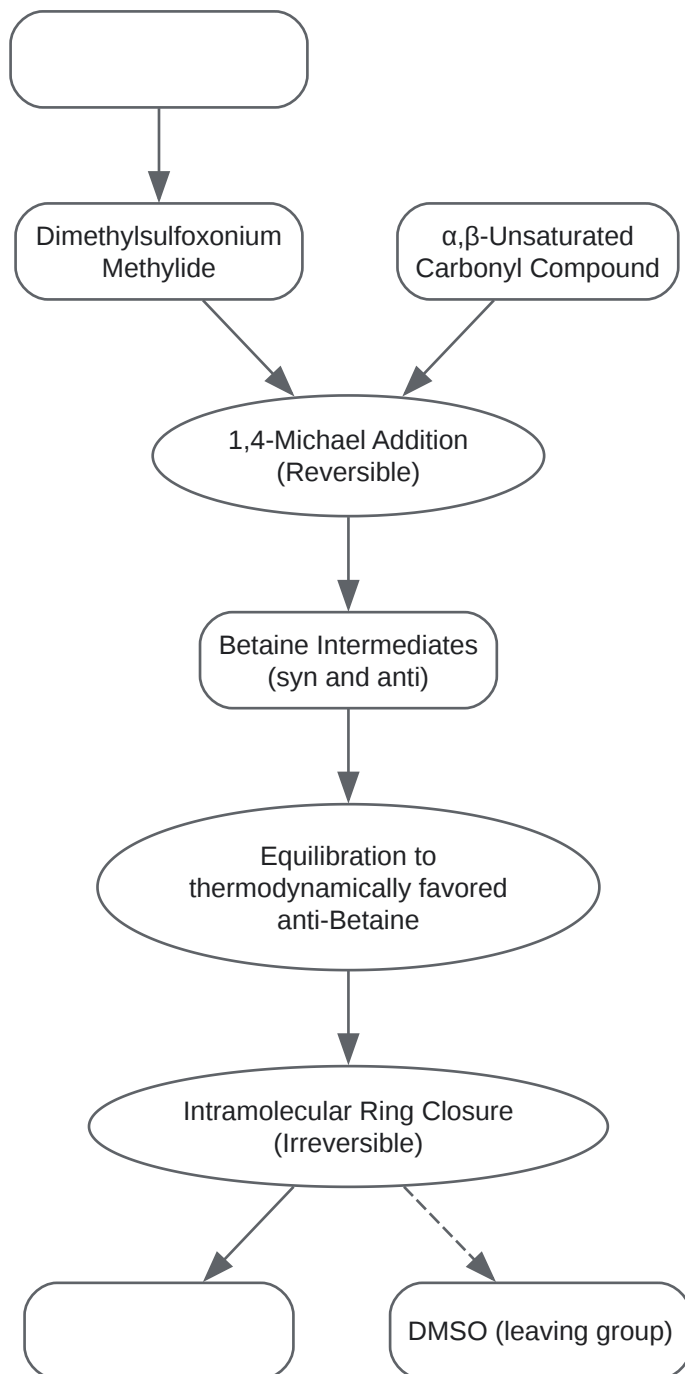 Dimethylsulfoxonium
Methylide
α,β-Unsaturated
Carbonyl Compound
1,4-Michael Addition
(Reversible)
Betaine Intermediates
(syn and anti)
Equilibration to
thermodynamically favored
anti-Betaine
Intramolecular Ring Closure
(Irreversible)
DMSO (leaving group)